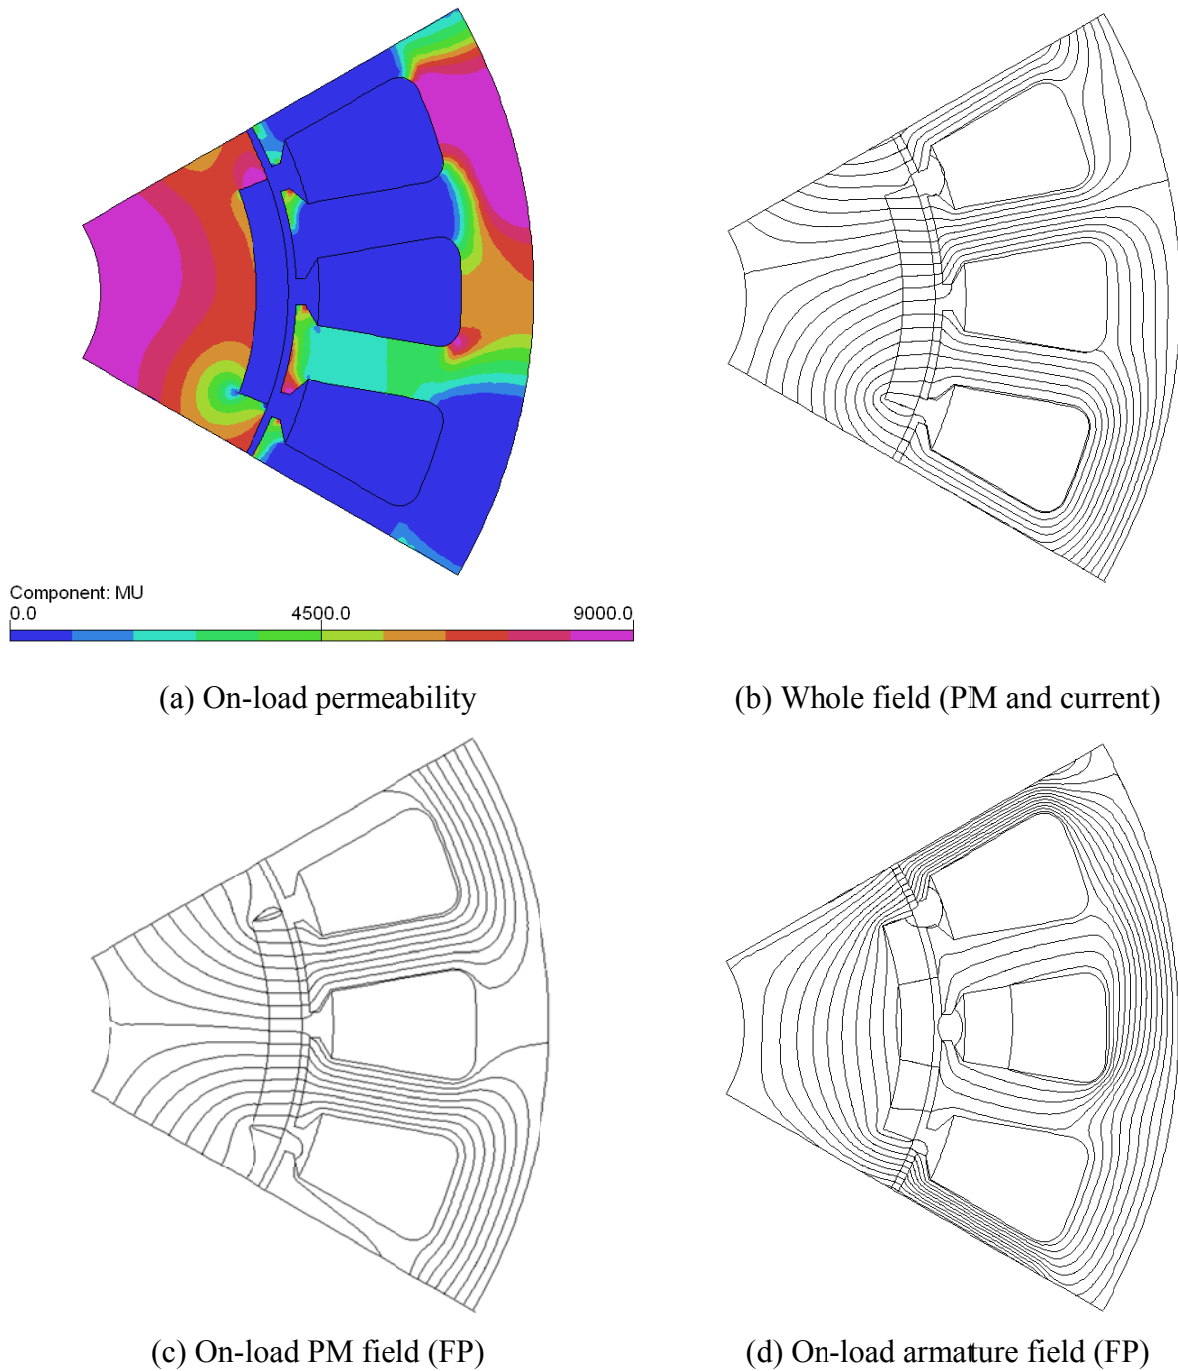 Component: MU
0.0 4500.0 9000.0
(a) On-load permeability
(b) Whole field (PM and current)
(c) On-load PM field (FP)
(d) On-load armature field (FP)